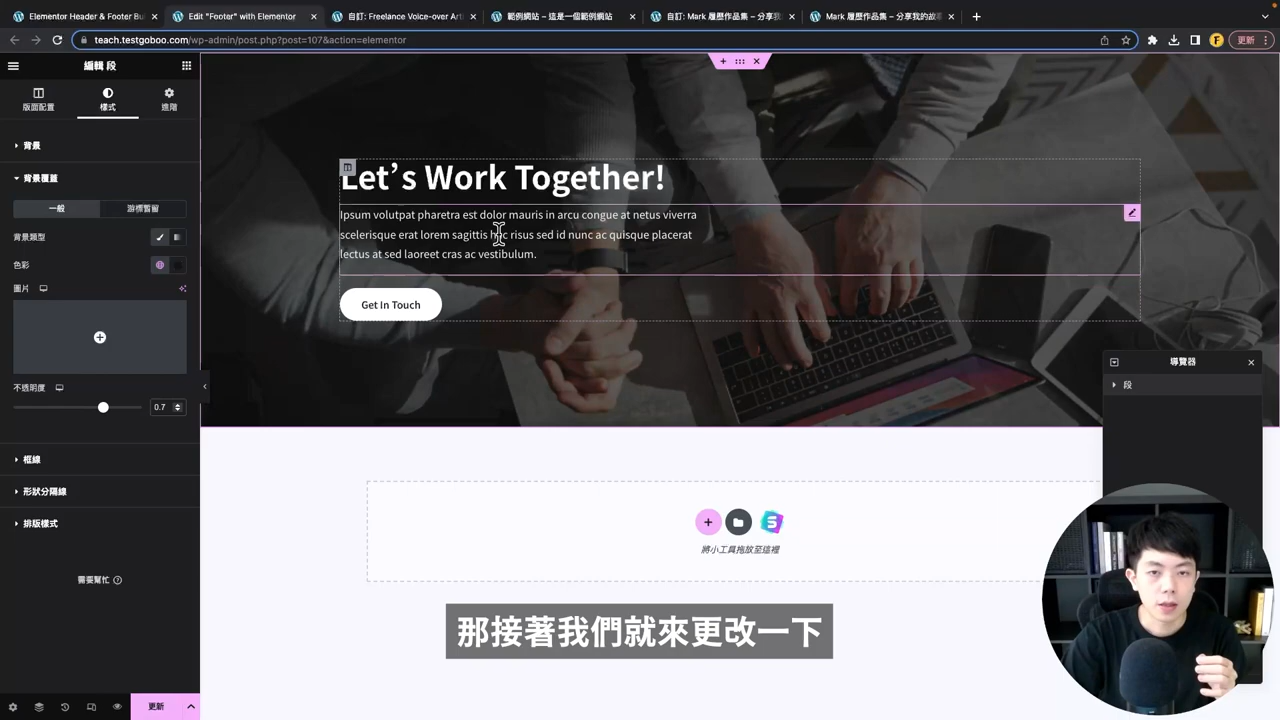 Elementor Header & Footer Bui
Edit "Footer" with Elementor
自訂: Freelance Voice-over Art
範例網站 – 這是一個範例網站
自訂: Mark 履歷作品集 – 分享我
Mark 履歷作品集 – 分享我的故事
teach.testgoboo.com/wp-admin/post.php?post=107&action=elementor
更新
編輯 段
版面配置
樣式
進階
背景
背景覆蓋
一般
游標暫留
背景類型
色彩
圖片
不透明度
0.7
框線
形狀分隔線
排版樣式
需要幫忙
更新
Let's Work Together!
Ipsum volutpat pharetra est dolor mauris in arcu congue at netus viverra
scelerisque erat lorem sagittis hac risus sed id nunc ac quisque placerat
lectus at sed laoreet cras ac vestibulum.
Get In Touch
導覽器
段
將小工具拖放至這裡
那接著我們就來更改一下